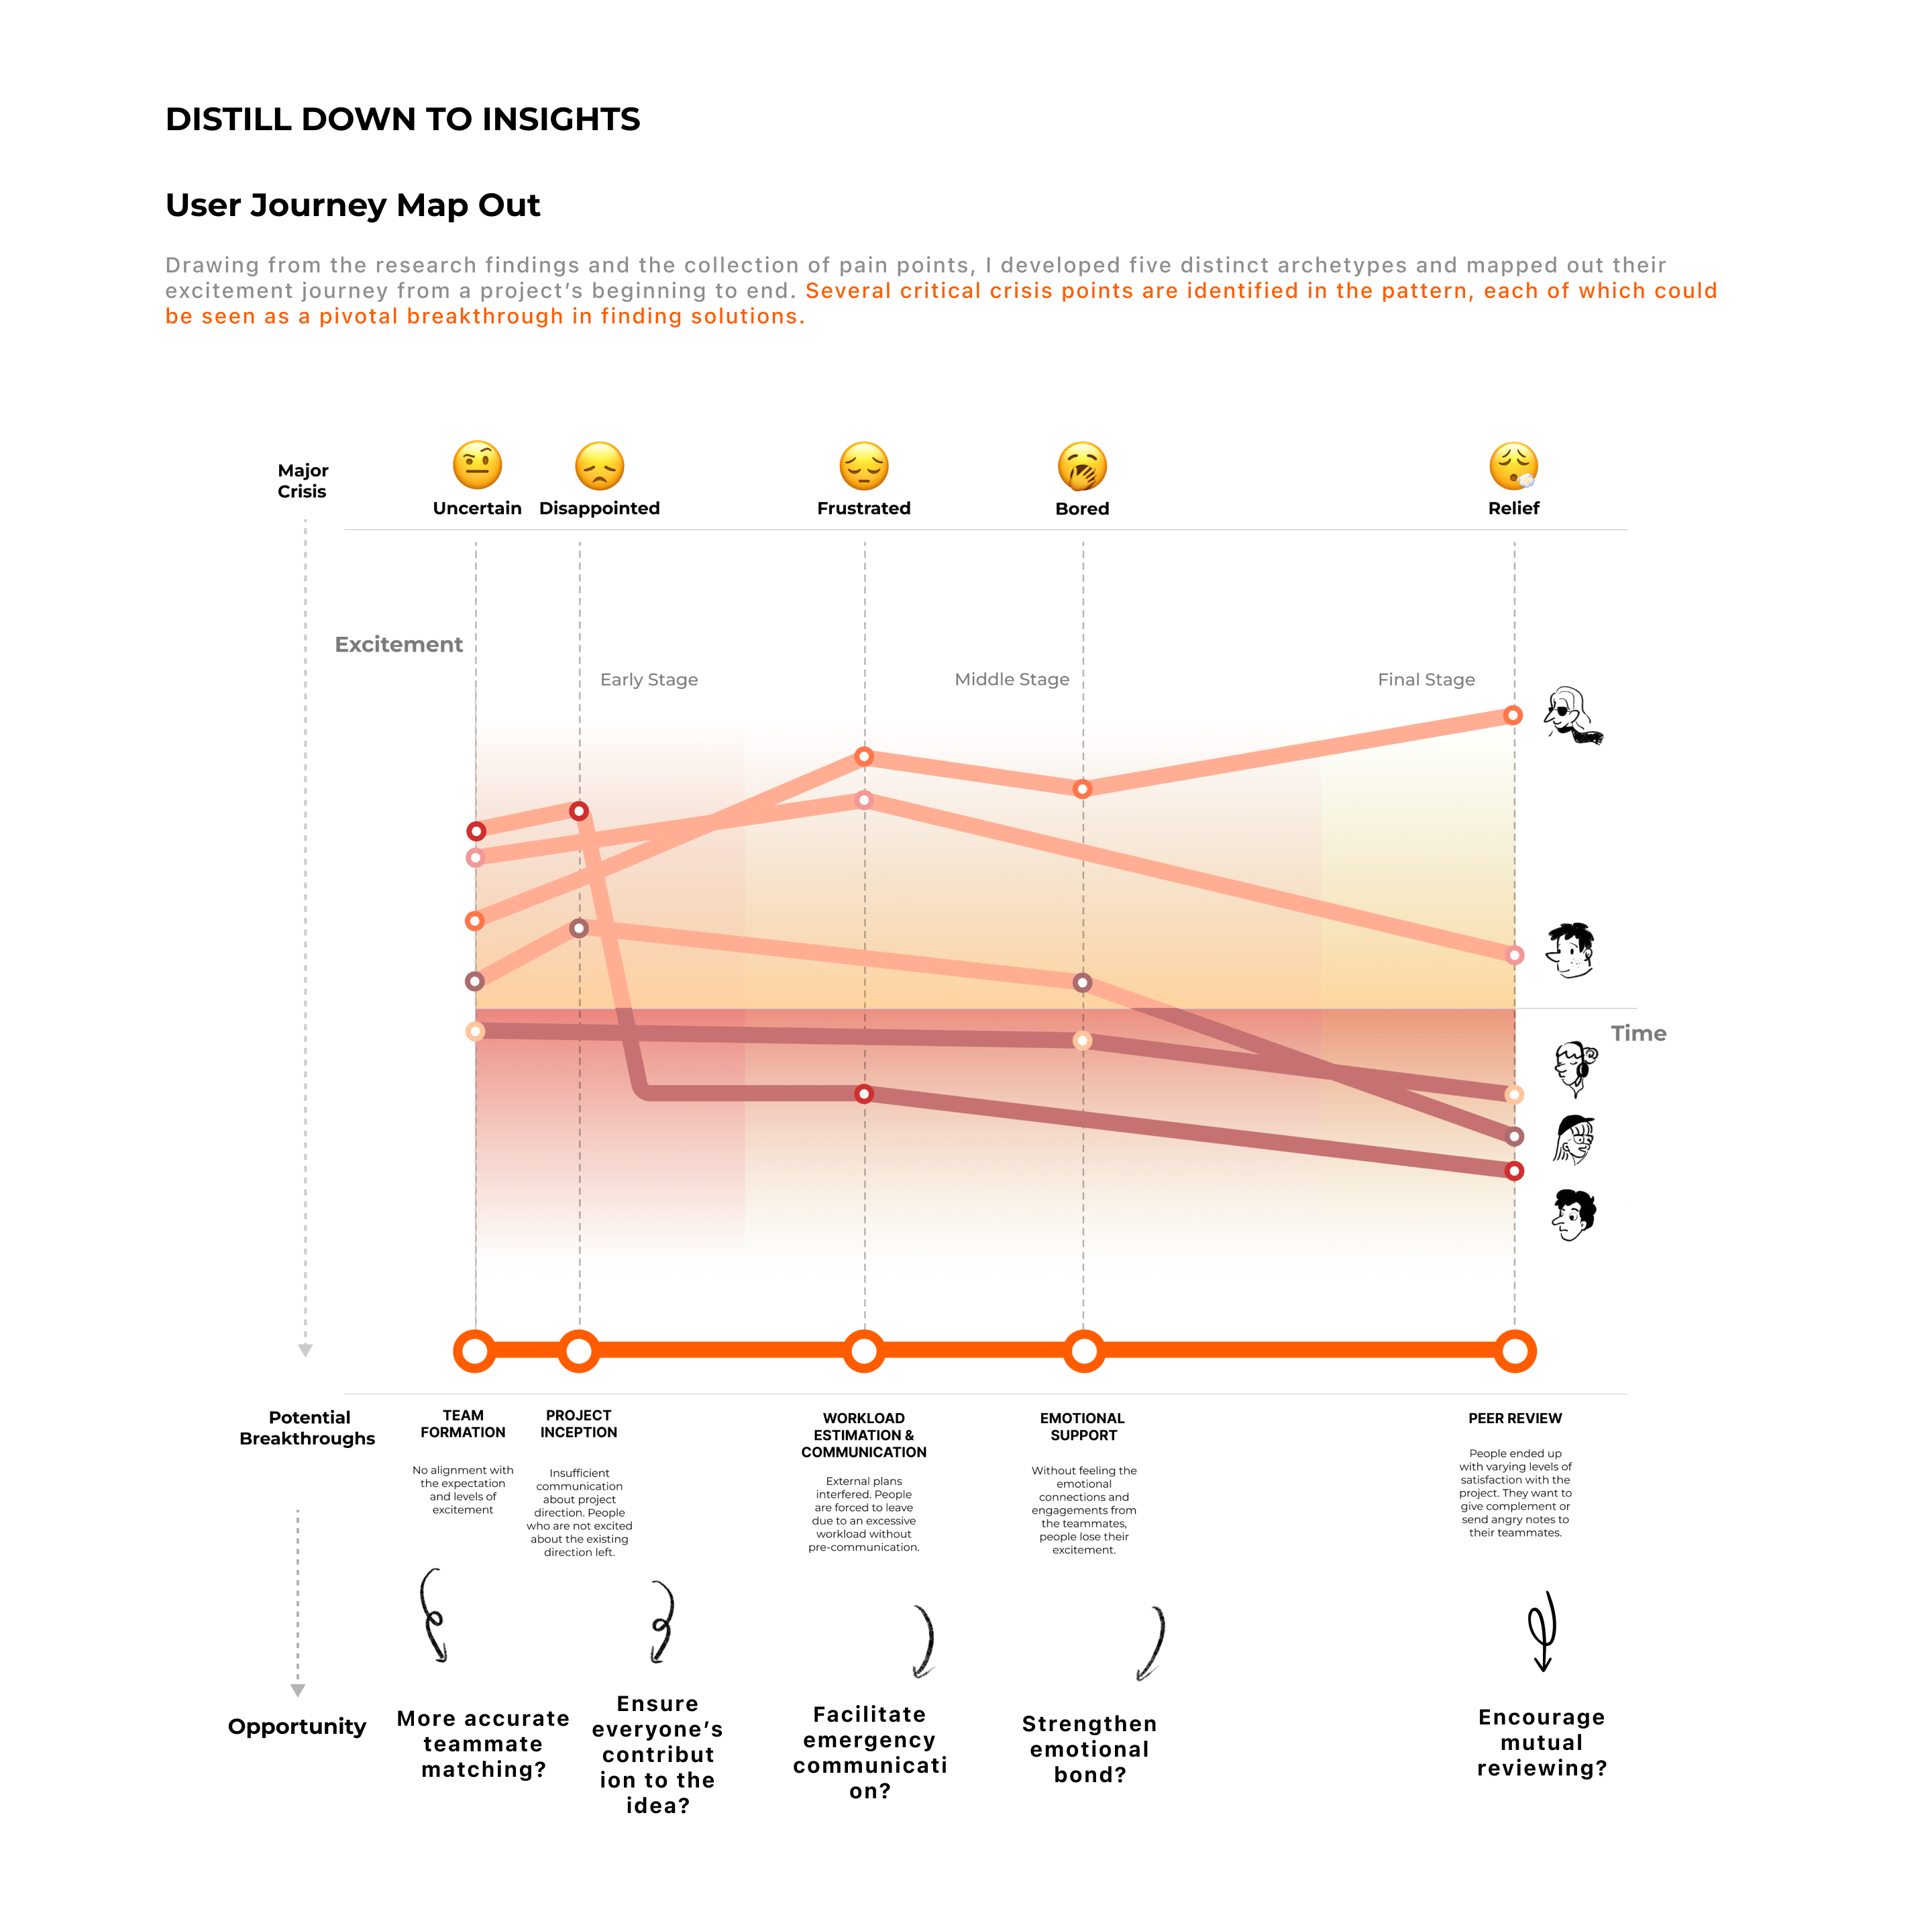 DISTILL DOWN TO INSIGHTS
User Journey Map Out
Drawing from the research findings and the collection of pain points, I developed five distinct archetypes and mapped out their
excitement journey from a project’s beginning to end. Several critical crisis points are identified in the pattern, each of which could
be seen as a pivotal breakthrough in finding solutions.
Major
Crisis
Uncertain
Disappointed
Frustrated
Bored
Relief
Excitement
Early Stage
Middle Stage
Final Stage
Time
Potential
Breakthroughs
TEAM
FORMATION
No alignment with
the expectation
and levels of
excitement
PROJECT
INCEPTION
Insufficient
communication
about project
direction. People
who are not excited
about the existing
direction left.
WORKLOAD
ESTIMATION &
COMMUNICATION
External plans
interfered. People
are forced to leave
due to an excessive
workload without
pre-communication.
EMOTIONAL
SUPPORT
Without feeling the
emotional
connections and
engagements from
the teammates,
people lose their
excitement.
PEER REVIEW
People ended up
with varying levels of
satisfaction with the
project. They want to
give complement or
send angry notes to
their teammates.
Opportunity
More accurate
teammate
matching?
Ensure
everyone’s
contribut
ion to the
idea?
Facilitate
emergency
communicati
on?
Strengthen
emotional
bond?
Encourage
mutual
reviewing?